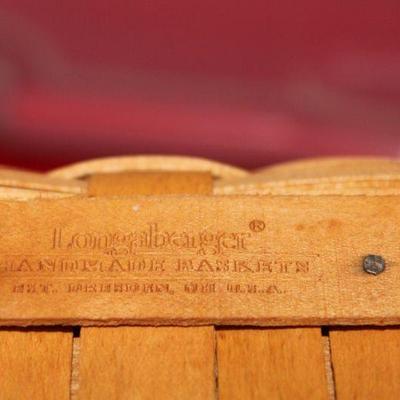 Longaberger®
HANDMADE BASKETS
EST. DRESDEN, OH U.S.A.